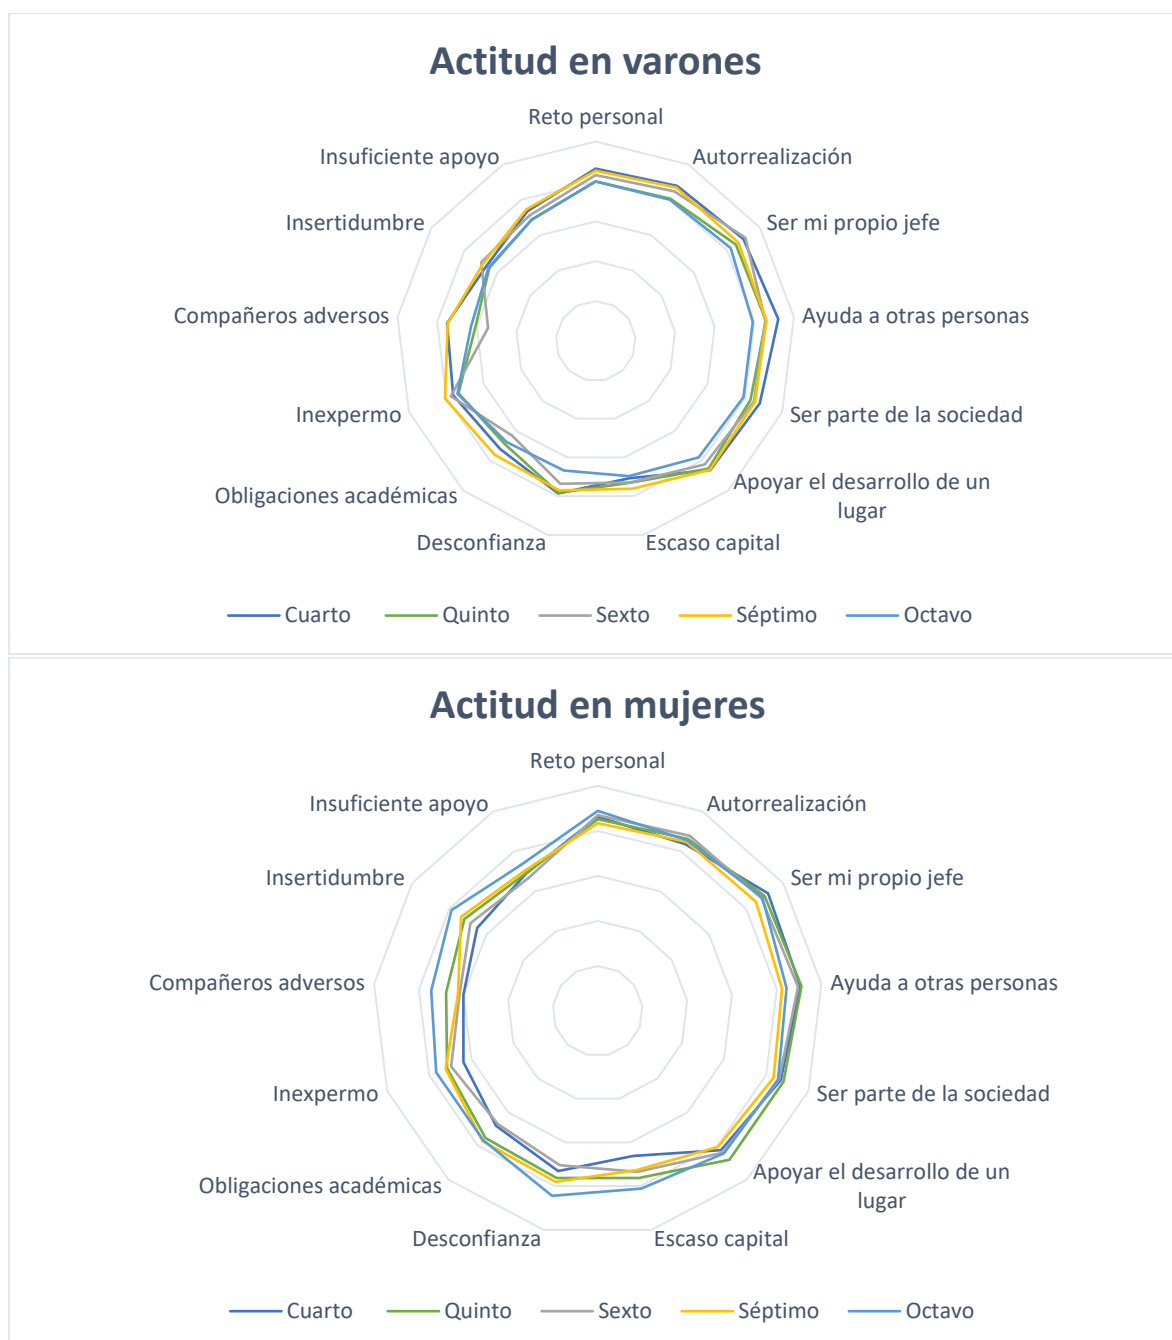 Actitud en varones
Reto personal
Insuficiente apoyo
Autorrealización
Insertidumbre
Ser mi propio jefe
Compañeros adversos
Ayuda a otras personas
Inexpermo
Ser parte de la sociedad
Obligaciones académicas
Apoyar el desarrollo de un
lugar
Desconfianza
Escaso capital
Cuarto Quinto Sexto Séptimo Octavo
Actitud en mujeres
Reto personal
Insuficiente apoyo
Autorrealización
Insertidumbre
Ser mi propio jefe
Compañeros adversos
Ayuda a otras personas
Inexpermo
Ser parte de la sociedad
Obligaciones académicas
Apoyar el desarrollo de un
lugar
Desconfianza
Escaso capital
Cuarto Quinto Sexto Séptimo Octavo